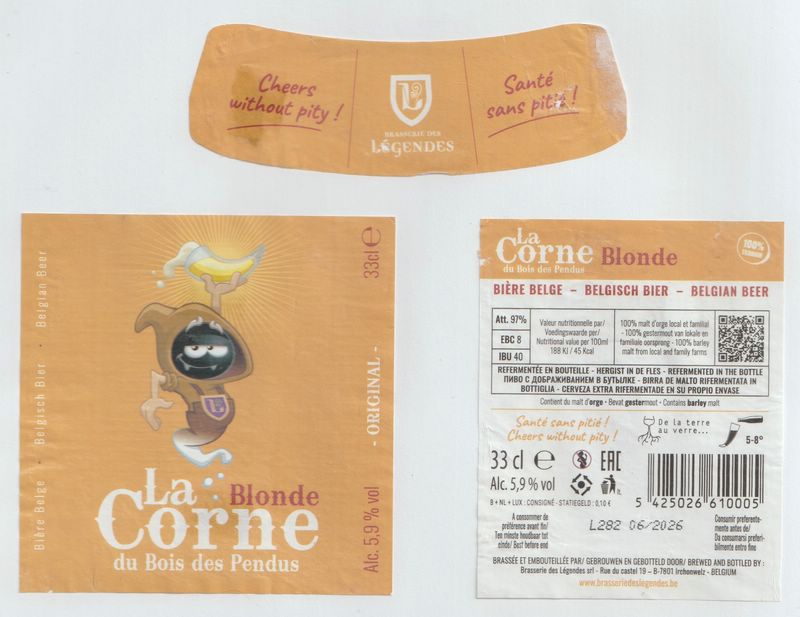 Cheers
without pity !
L
BRASSERIE DES
LÉGENDES
Santé
sans pitié !
Bière Belge · Belgisch Bier · Belgian Beer
33cl e
- ORIGINAL -
Alc. 5,9 % vol
L
La
Corne
Blonde
du Bois des Pendus
La
Corne
du Bois des Pendus
Blonde
100%
BIÈRE BELGE – BELGISCH BIER – BELGIAN BEER
Att. 97%
EBC 8
IBU 40
Valeur nutritionnelle par/
Voedingswaarde per/
Nutritional value per 100ml
188 KJ / 45 Kcal
100% malt d'orge local et familial
- 100% gestermout van lokale en
familiale oorsprong - 100% barley
malt from local and family farms
REFERMENTÉE EN BOUTEILLE - HERGIST IN DE FLES - REFERMENTED IN THE BOTTLE
ПИВО С ДОБРАЖИВАНИЕМ В БУТЫЛКЕ - BIRRA DE MALTO RIFERMENTATA IN
BOTTIGLIA - CERVEZA EXTRA RIFERMENTADE EN SU PROPIO ENVASE
Contient du malt d'orge • Bevat gestermout • Contains barley malt
Santé sans pitié !
Cheers without pity !
De la terre
au verre...
5-8°
33 cl e
EAC
Alc. 5,9 % vol
B + NL + LUX : CONSIGNÉ - STATIEGELD : 0,10 €
5 425026 610005
A consommer de
préférence avant fin/
Ten minste houdbaar tot
einde/ Best before end
L282 06/2026
Consumir preferente-
mente antes de/
Da consumarsi preferi-
bilmente entro fine
BRASSÉE ET EMBOUTEILLÉE PAR/ GEBROUWEN EN GEBOTTELD DOOR/ BREWED AND BOTTLED BY :
Brasserie des Légendes srl - Rue du castel 19 – B-7801 Irchonwelz - BELGIUM
www.brasseriedeslegendes.be